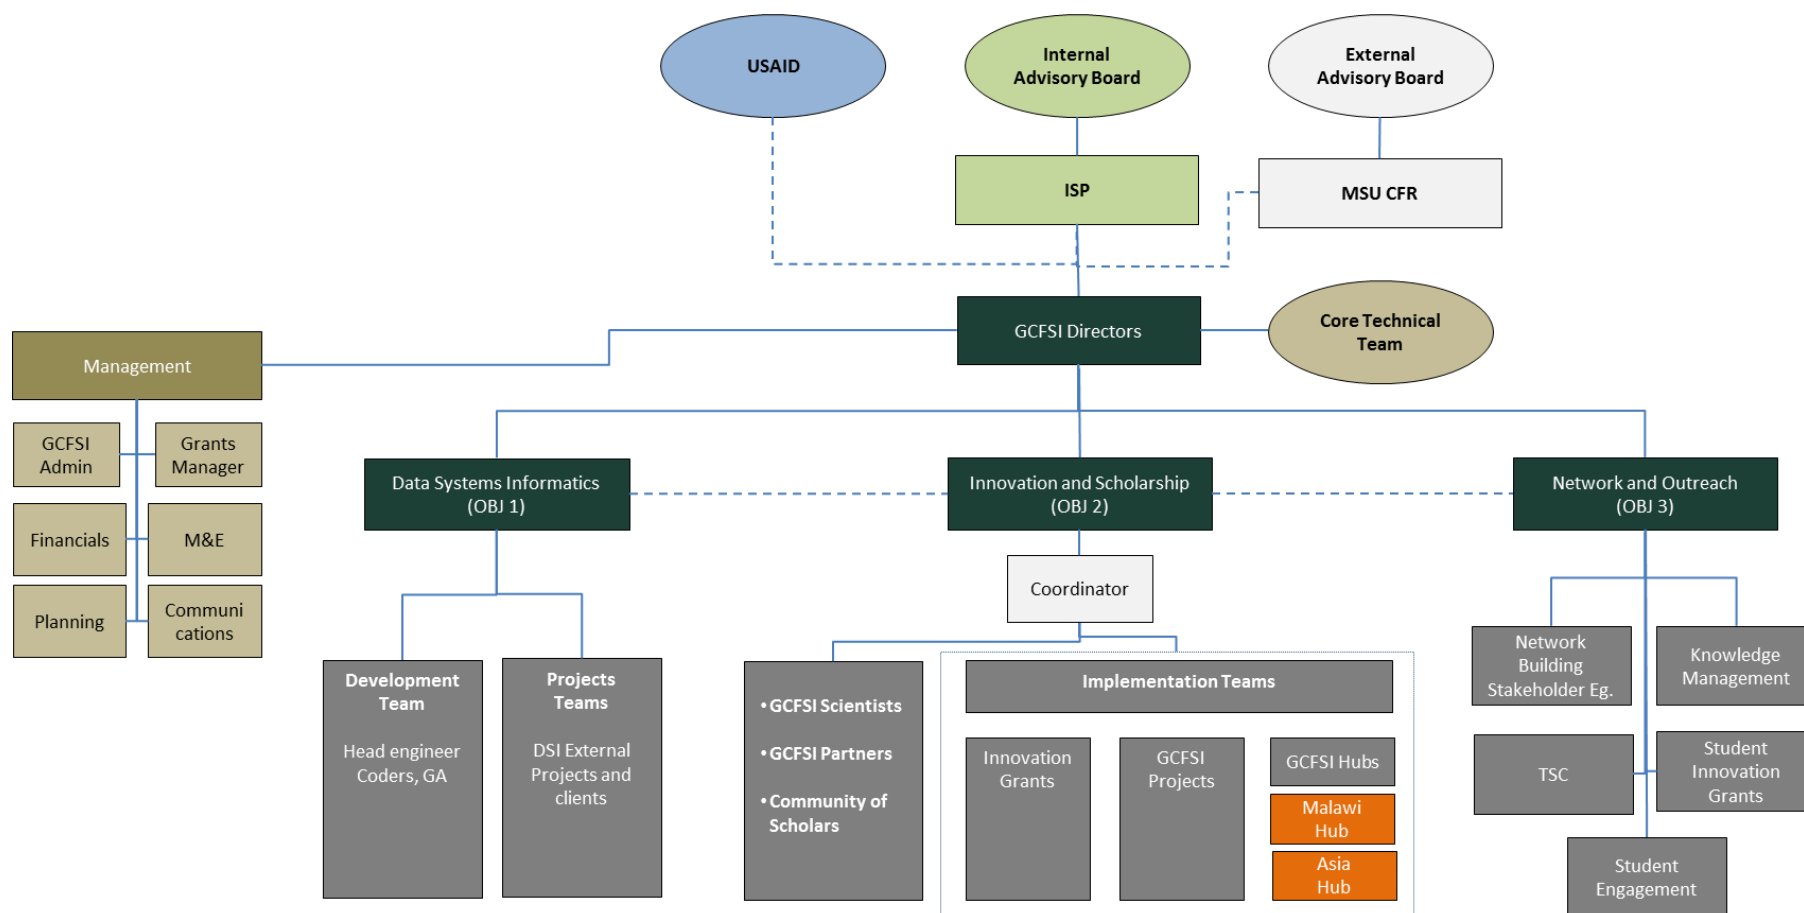 USAID
Internal
Advisory Board
External
Advisory Board
ISP
MSU CFR
GCFSI Directors
Core Technical
Team
Management
GCFSI
Admin
Grants
Manager
Financials
M&E
Planning
Communi
cations
Data Systems Informatics
(OBJ 1)
Innovation and Scholarship
(OBJ 2)
Network and Outreach
(OBJ 3)
Coordinator
Development
Team
Head engineer
Coders, GA
Projects
Teams
DSI External
Projects and
clients
• GCFSI Scientists
• GCFSI Partners
• Community of
Scholars
Implementation Teams
Innovation
Grants
GCFSI
Projects
GCFSI Hubs
Malawi
Hub
Asia
Hub
Network
Building
Stakeholder Eg.
Knowledge
Management
TSC
Student
Innovation
Grants
Student
Engagement